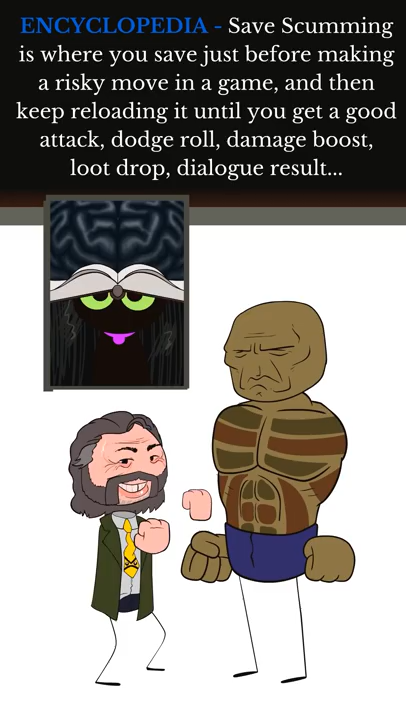 ENCYCLOPEDIA - Save Scumming
is where you save just before making
a risky move in a game, and then
keep reloading it until you get a good
attack, dodge roll, damage boost,
loot drop, dialogue result...